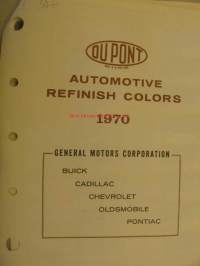 DU PONT
AUTOMOTIVE
REFINISH COLORS
1970
GENERAL MOTORS CORPORATION
BUICK
CADILLAC
CHEVROLET
OLDSMOBILE
PONTIAC